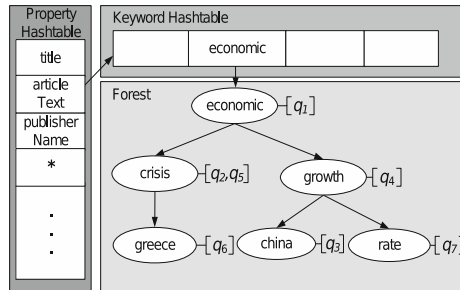 Property
Hashtable
title
article
Text
publisher
Name
*
.
.
.
Keyword Hashtable
economic
Forest
economic [q1]
crisis [q2,q5]
growth [q4]
greece [q6]
china [q3]
rate [q7]